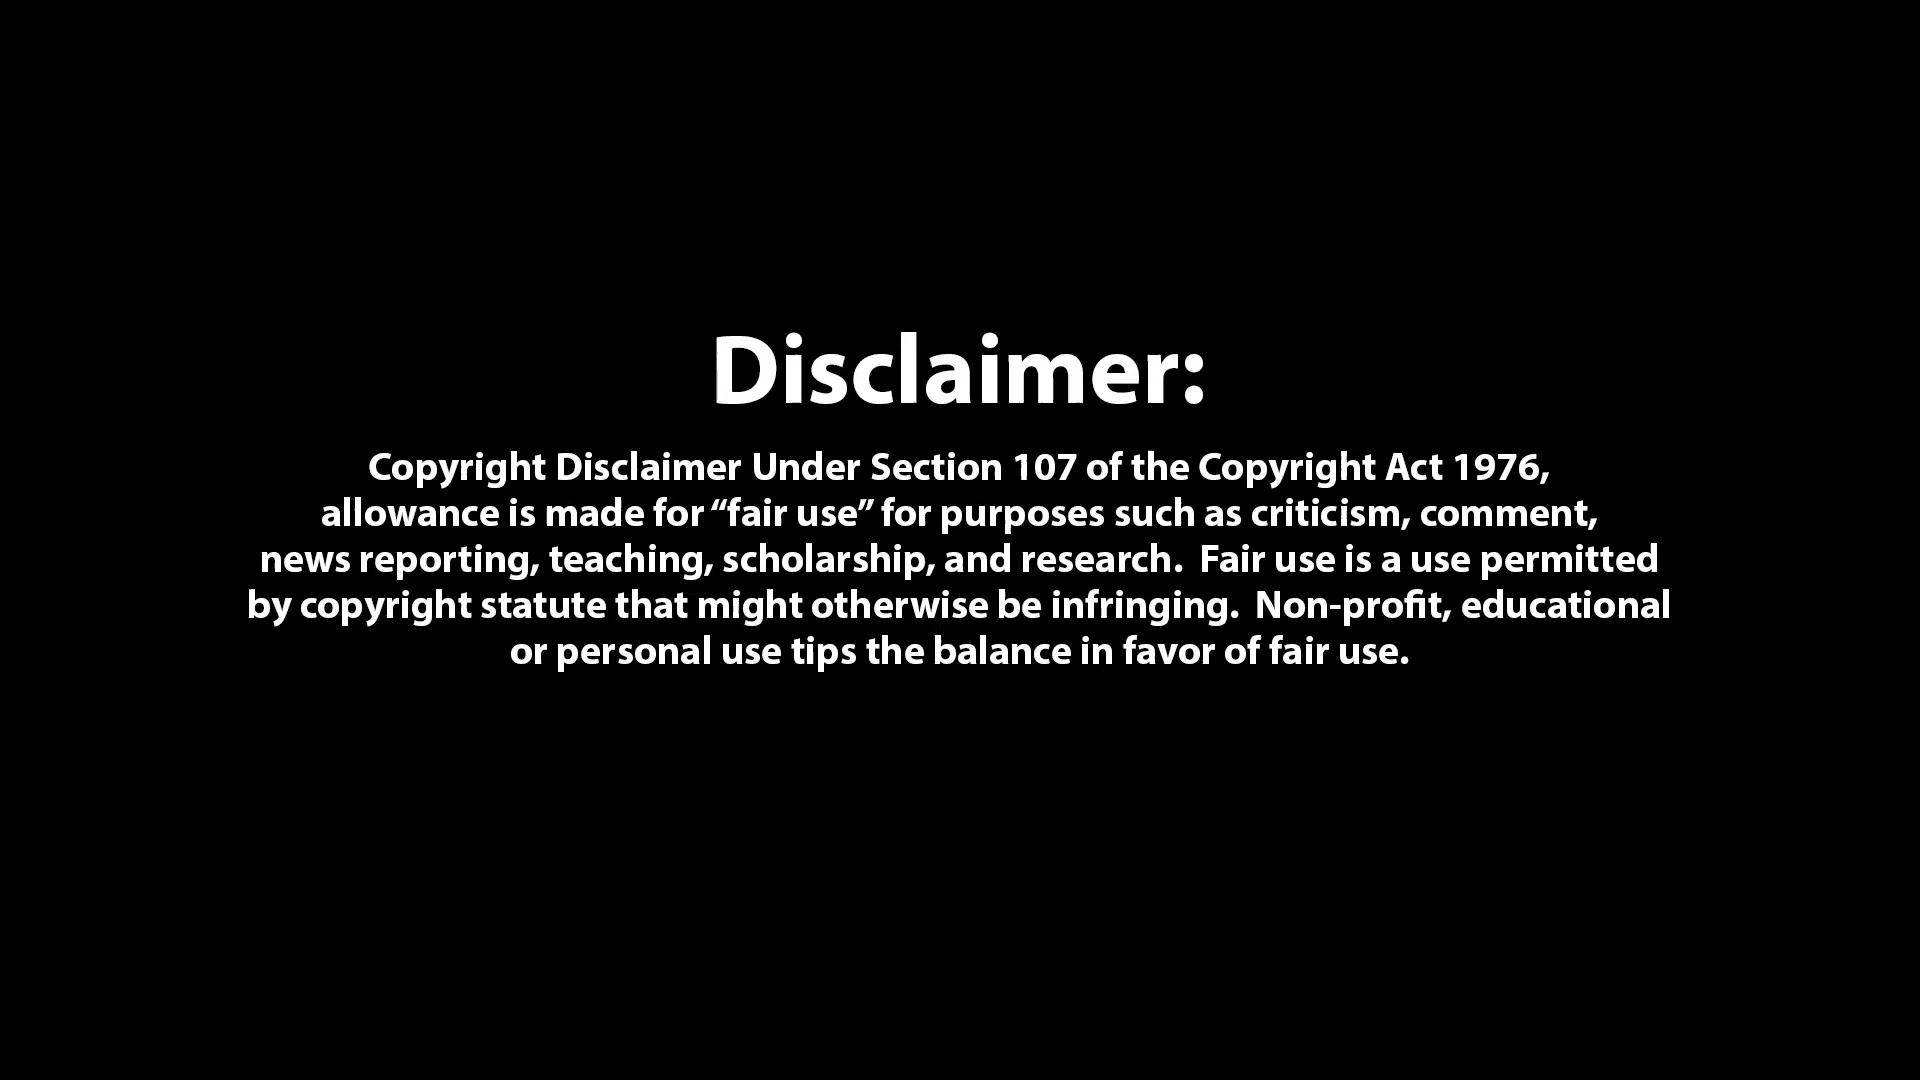 Disclaimer:
Copyright Disclaimer Under Section 107 of the Copyright Act 1976,
allowance is made for “fair use” for purposes such as criticism, comment,
news reporting, teaching, scholarship, and research.  Fair use is a use permitted
by copyright statute that might otherwise be infringing.  Non-profit, educational
or personal use tips the balance in favor of fair use.